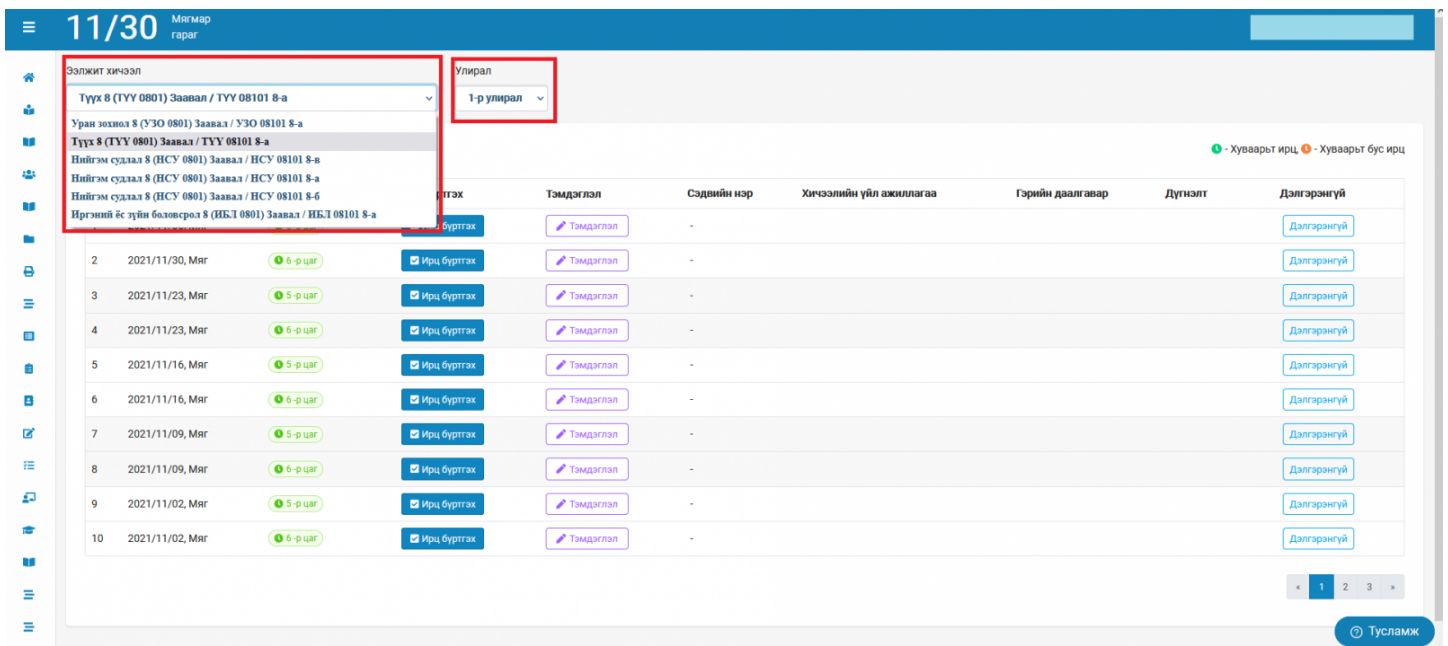 11/30 Мягмар
гараг
Ээлжит хичээл
Улирал
Түүх 8 (ТҮҮ 0801) Заавал / ТҮҮ 08101 8-а
1-р улирал
Уран зохиол 8 (УЗО 0801) Заавал / УЗО 08101 8-а
Түүх 8 (ТҮҮ 0801) Заавал / ТҮҮ 08101 8-а
Нийгэм судлал 8 (НСУ 0801) Заавал / НСУ 08101 8-в
Нийгэм судлал 8 (НСУ 0801) Заавал / НСУ 08101 8-а
Нийгэм судлал 8 (НСУ 0801) Заавал / НСУ 08101 8-б
Иргэний ёс зүйн боловсрол 8 (ИБЛ 0801) Заавал / ИБЛ 08101 8-а
- Хуваарьт ирц, - Хуваарьт бус ирц
Тэмдэглэл Сэдвийн нэр Хичээлийн үйл ажиллагаа Гэрийн даалгавар Дүгнэлт Дэлгэрэнгүй
бүртгэх Тэмдэглэл - Дэлгэрэнгүй
2 2021/11/30, Мяг 6 -р цаг Ирц бүртгэх Тэмдэглэл - Дэлгэрэнгүй
3 2021/11/23, Мяг 5 -р цаг Ирц бүртгэх Тэмдэглэл - Дэлгэрэнгүй
4 2021/11/23, Мяг 6 -р цаг Ирц бүртгэх Тэмдэглэл - Дэлгэрэнгүй
5 2021/11/16, Мяг 5 -р цаг Ирц бүртгэх Тэмдэглэл - Дэлгэрэнгүй
6 2021/11/16, Мяг 6 -р цаг Ирц бүртгэх Тэмдэглэл - Дэлгэрэнгүй
7 2021/11/09, Мяг 5 -р цаг Ирц бүртгэх Тэмдэглэл - Дэлгэрэнгүй
8 2021/11/09, Мяг 6 -р цаг Ирц бүртгэх Тэмдэглэл - Дэлгэрэнгүй
9 2021/11/02, Мяг 5 -р цаг Ирц бүртгэх Тэмдэглэл - Дэлгэрэнгүй
10 2021/11/02, Мяг 6 -р цаг Ирц бүртгэх Тэмдэглэл - Дэлгэрэнгүй
« 1 2 3 »
Тусламж